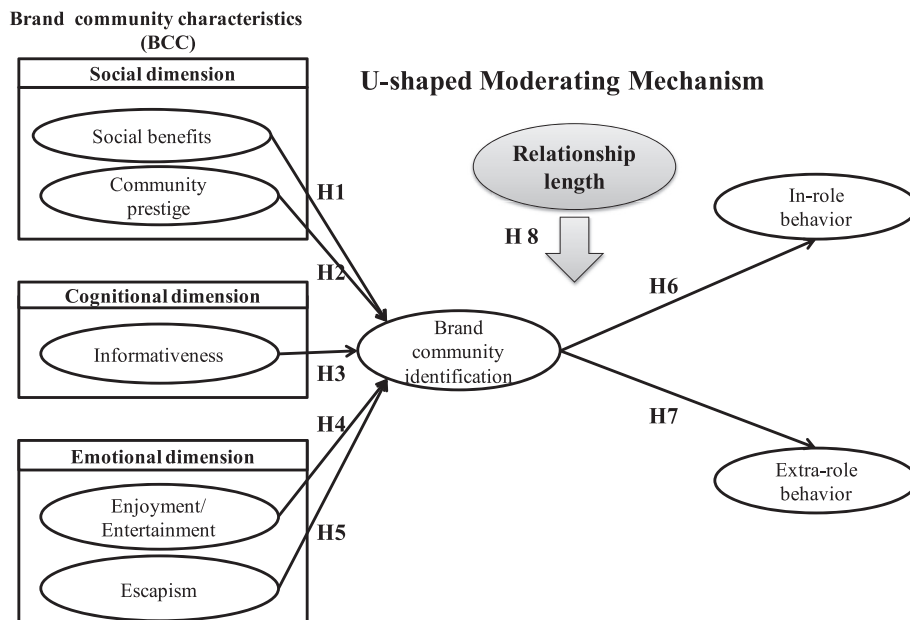 Brand community characteristics
(BCC)
Social dimension
Social benefits
Community
prestige
Cognitional dimension
Informativeness
Emotional dimension
Enjoyment/
Entertainment
Escapism
H1
H2
H3
H4
H5
U-shaped Moderating Mechanism
Relationship
length
H 8
Brand
community
identification
H6
H7
In-role
behavior
Extra-role
behavior